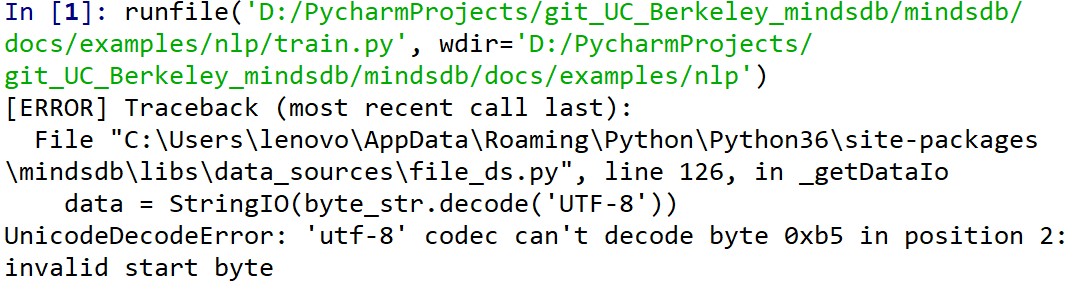 In [1]: runfile('D:/PycharmProjects/git_UC_Berkeley_mindsdb/mindsdb/
docs/examples/nlp/train.py', wdir='D:/PycharmProjects/
git_UC_Berkeley_mindsdb/mindsdb/docs/examples/nlp')
[ERROR] Traceback (most recent call last):
  File "C:\Users\lenovo\AppData\Roaming\Python\Python36\site-packages
\mindsdb\libs\data_sources\file_ds.py", line 126, in _getDataIo
    data = StringIO(byte_str.decode('UTF-8'))
UnicodeDecodeError: 'utf-8' codec can't decode byte 0xb5 in position 2:
invalid start byte